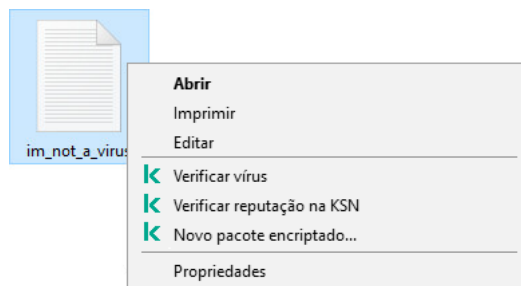 im_not_a_virus
Abrir
Imprimir
Editar
Verificar vírus
Verificar reputação na KSN
Novo pacote encriptado...
Propriedades